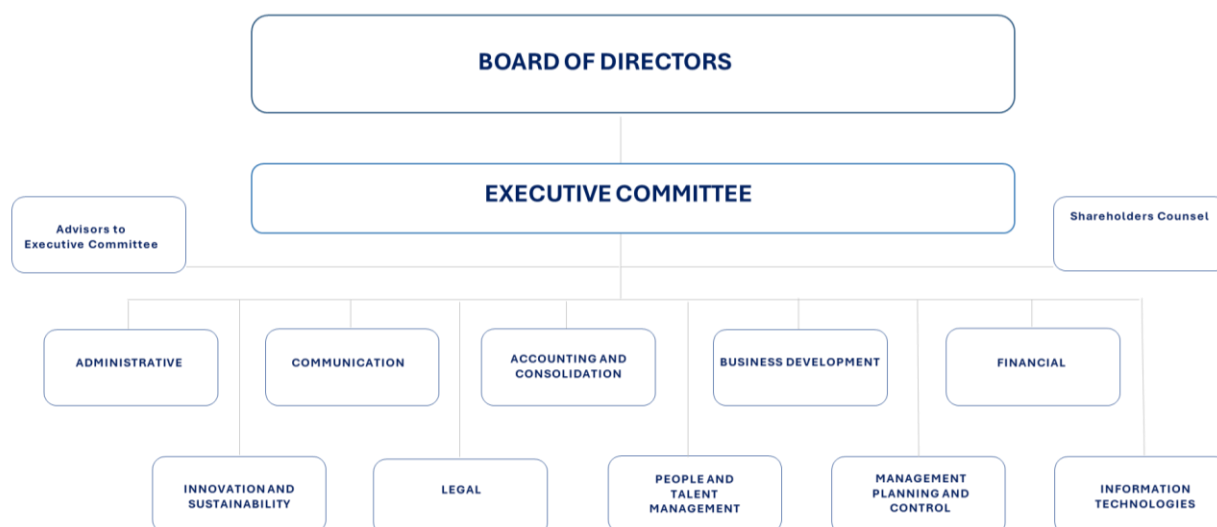 BOARD OF DIRECTORS
EXECUTIVE COMMITTEE
Advisors to
Executive Committee
Shareholders Counsel
ADMINISTRATIVE
COMMUNICATION
ACCOUNTING AND
CONSOLIDATION
BUSINESS DEVELOPMENT
FINANCIAL
INNOVATION AND
SUSTAINABILITY
LEGAL
PEOPLE AND
TALENT
MANAGEMENT
MANAGEMENT
PLANNING AND
CONTROL
INFORMATION
TECHNOLOGIES